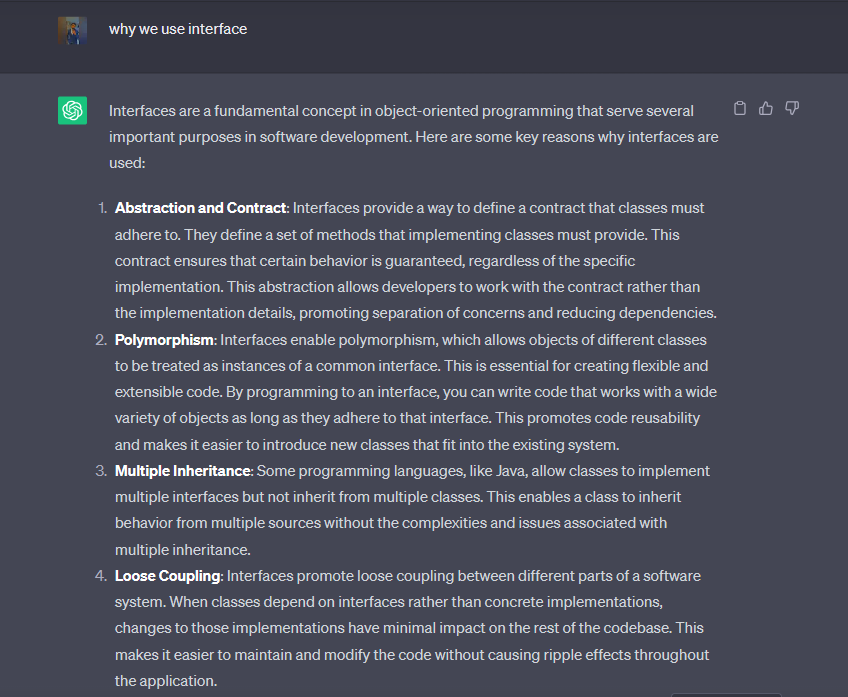 why we use interface
Interfaces are a fundamental concept in object-oriented programming that serve several
important purposes in software development. Here are some key reasons why interfaces are
used:
1. Abstraction and Contract: Interfaces provide a way to define a contract that classes must
adhere to. They define a set of methods that implementing classes must provide. This
contract ensures that certain behavior is guaranteed, regardless of the specific
implementation. This abstraction allows developers to work with the contract rather than
the implementation details, promoting separation of concerns and reducing dependencies.
2. Polymorphism: Interfaces enable polymorphism, which allows objects of different classes
to be treated as instances of a common interface. This is essential for creating flexible and
extensible code. By programming to an interface, you can write code that works with a wide
variety of objects as long as they adhere to that interface. This promotes code reusability
and makes it easier to introduce new classes that fit into the existing system.
3. Multiple Inheritance: Some programming languages, like Java, allow classes to implement
multiple interfaces but not inherit from multiple classes. This enables a class to inherit
behavior from multiple sources without the complexities and issues associated with
multiple inheritance.
4. Loose Coupling: Interfaces promote loose coupling between different parts of a software
system. When classes depend on interfaces rather than concrete implementations,
changes to those implementations have minimal impact on the rest of the codebase. This
makes it easier to maintain and modify the code without causing ripple effects throughout
the application.